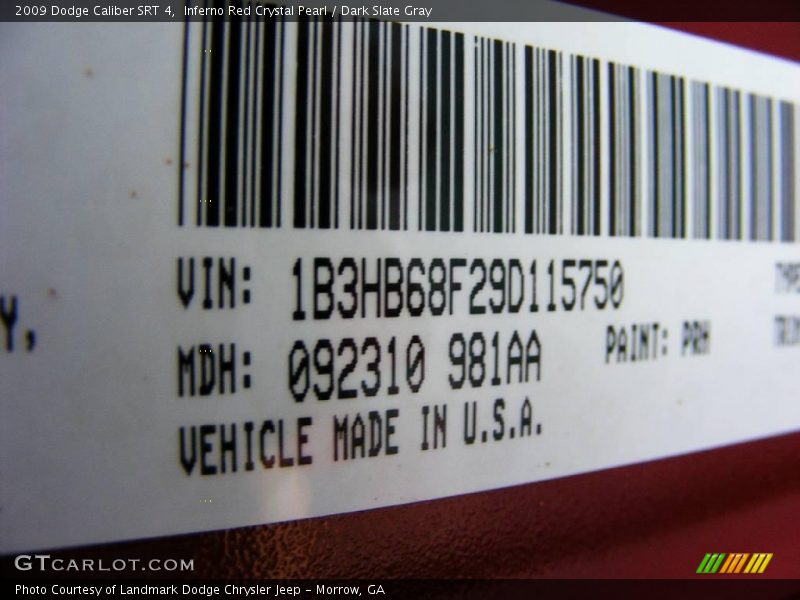 2009 Dodge Caliber SRT 4, Inferno Red Crystal Pearl / Dark Slate Gray
VIN: 1B3HB68F29D115750
Y,
MDH: 092310 981AA PAINT: PRH
VEHICLE MADE IN U.S.A.
GTCARLOT.COM
Photo Courtesy of Landmark Dodge Chrysler Jeep - Morrow, GA